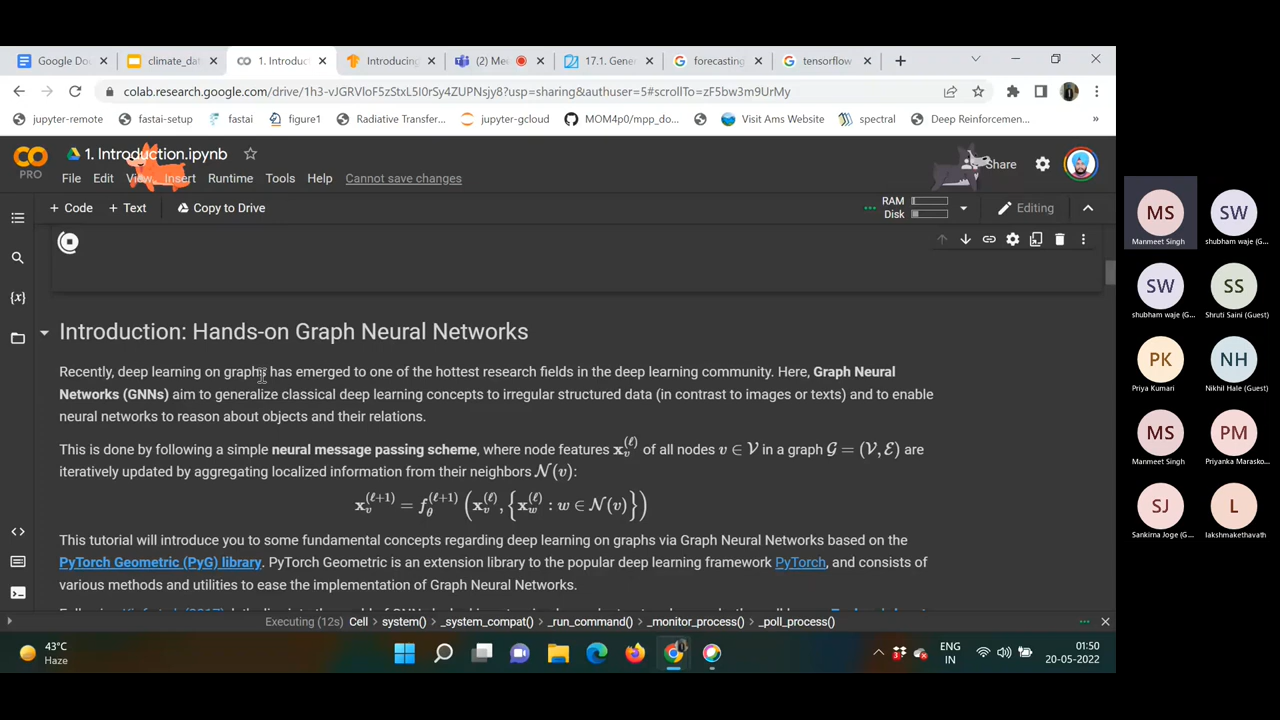 Google Do
climate_dat
1. Introduc
Introducing
(2) Mee
17.1. Gener
forecasting
tensorflow
colab.research.google.com/drive/1h3-vJGRVloF5zStxL5I0rSy4ZUPNsjy8?usp=sharing&authuser=5#scrollTo=zF5bw3m9UrMy
jupyter-remote
fastai-setup
fastai
figure1
Radiative Transfer...
jupyter-gcloud
MOM4p0/mpp_do...
Visit Ams Website
spectral
Deep Reinforcemen...
»
CO
PRO
1. Introduction.ipynb
Share
File Edit View Insert Runtime Tools Help Cannot save changes
+ Code + Text Copy to Drive
RAM
Disk
Editing
{x}
Introduction: Hands-on Graph Neural Networks
Recently, deep learning on graphs has emerged to one of the hottest research fields in the deep learning community. Here, Graph Neural
Networks (GNNs) aim to generalize classical deep learning concepts to irregular structured data (in contrast to images or texts) and to enable
neural networks to reason about objects and their relations.
This is done by following a simple neural message passing scheme, where node features x_v^(ℓ) of all nodes v ∈ V in a graph G = (V, E) are
iteratively updated by aggregating localized information from their neighbors N(v):
x_v^(ℓ+1) = f_θ^(ℓ+1) (x_v^(ℓ), {x_w^(ℓ) : w ∈ N(v)})
This tutorial will introduce you to some fundamental concepts regarding deep learning on graphs via Graph Neural Networks based on the
PyTorch Geometric (PyG) library. PyTorch Geometric is an extension library to the popular deep learning framework PyTorch, and consists of
various methods and utilities to ease the implementation of Graph Neural Networks.
Executing (12s) Cell > system() > _system_compat() > _run_command() > _monitor_process() > _poll_process()
43°C
Haze
ENG
IN
01:50
20-05-2022
MS
Manmeet Singh
SW
shubham waje (G...
SW
shubham waje (G...
SS
Shruti Saini (Guest)
PK
Priya Kumari
NH
Nikhil Hale (Guest)
MS
Manmeet Singh
PM
Priyanka Marasko...
SJ
Sankirna Joge (G...
L
lakshmakethavath